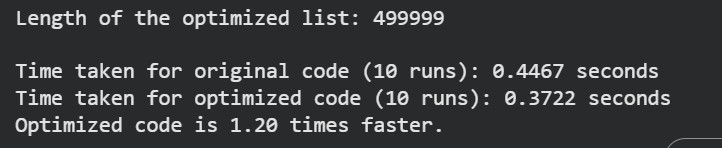 Length of the optimized list: 499999
Time taken for original code (10 runs): 0.4467 seconds
Time taken for optimized code (10 runs): 0.3722 seconds
Optimized code is 1.20 times faster.